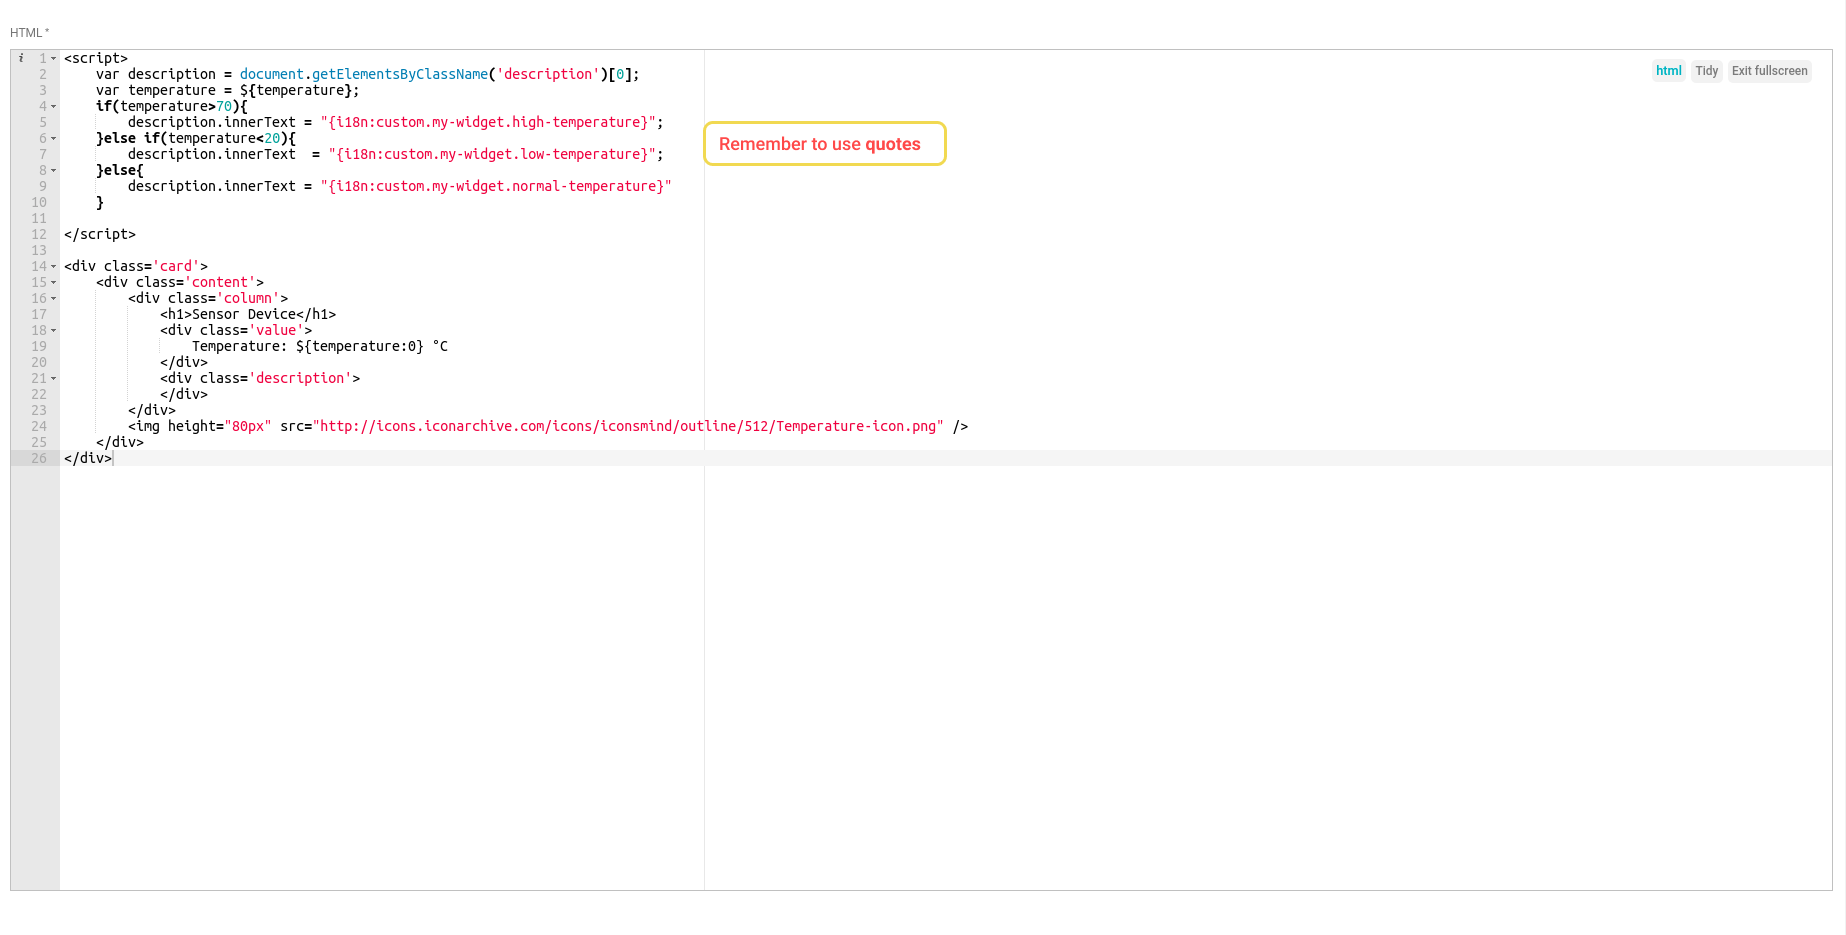 HTML *
i 1 <script>
2     var description = document.getElementsByClassName('description')[0];
html Tidy Exit fullscreen
3     var temperature = ${temperature};
4     if(temperature>70){
5         description.innerText = "{i18n:custom.my-widget.high-temperature}";
6     }else if(temperature<20){
Remember to use quotes
7         description.innerText  = "{i18n:custom.my-widget.low-temperature}";
8     }else{
9         description.innerText = "{i18n:custom.my-widget.normal-temperature}"
10     }
11
12 </script>
13
14 <div class='card'>
15     <div class='content'>
16         <div class='column'>
17             <h1>Sensor Device</h1>
18             <div class='value'>
19                 Temperature: ${temperature:0} °C
20             </div>
21             <div class='description'>
22             </div>
23         </div>
24         <img height="80px" src="http://icons.iconarchive.com/icons/iconsmind/outline/512/Temperature-icon.png" />
25     </div>
26 </div>